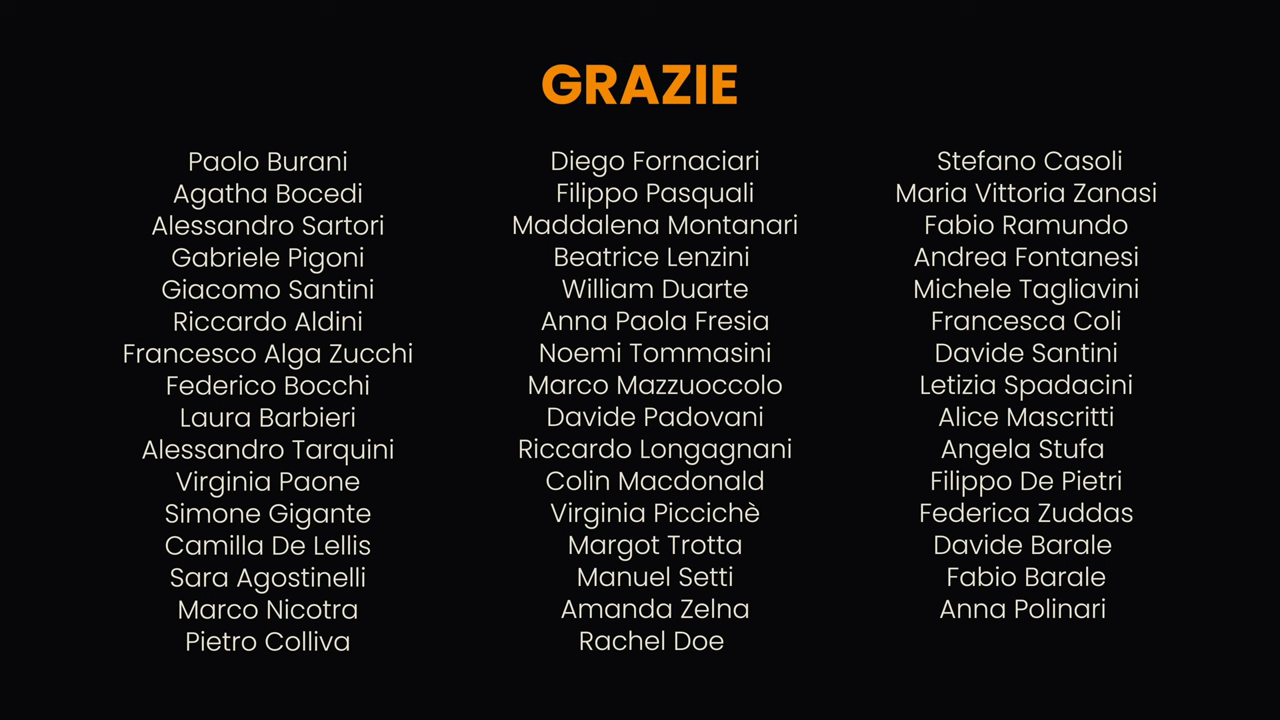 GRAZIE
Paolo Burani
Agatha Bocedi
Alessandro Sartori
Gabriele Pigoni
Giacomo Santini
Riccardo Aldini
Francesco Alga Zucchi
Federico Bocchi
Laura Barbieri
Alessandro Tarquini
Virginia Paone
Simone Gigante
Camilla De Lellis
Sara Agostinelli
Marco Nicotra
Pietro Colliva
Diego Fornaciari
Filippo Pasquali
Maddalena Montanari
Beatrice Lenzini
William Duarte
Anna Paola Fresia
Noemi Tommasini
Marco Mazzuoccolo
Davide Padovani
Riccardo Longagnani
Colin Macdonald
Virginia Piccichè
Margot Trotta
Manuel Setti
Amanda Zelna
Rachel Doe
Stefano Casoli
Maria Vittoria Zanasi
Fabio Ramundo
Andrea Fontanesi
Michele Tagliavini
Francesca Coli
Davide Santini
Letizia Spadacini
Alice Mascritti
Angela Stufa
Filippo De Pietri
Federica Zuddas
Davide Barale
Fabio Barale
Anna Polinari